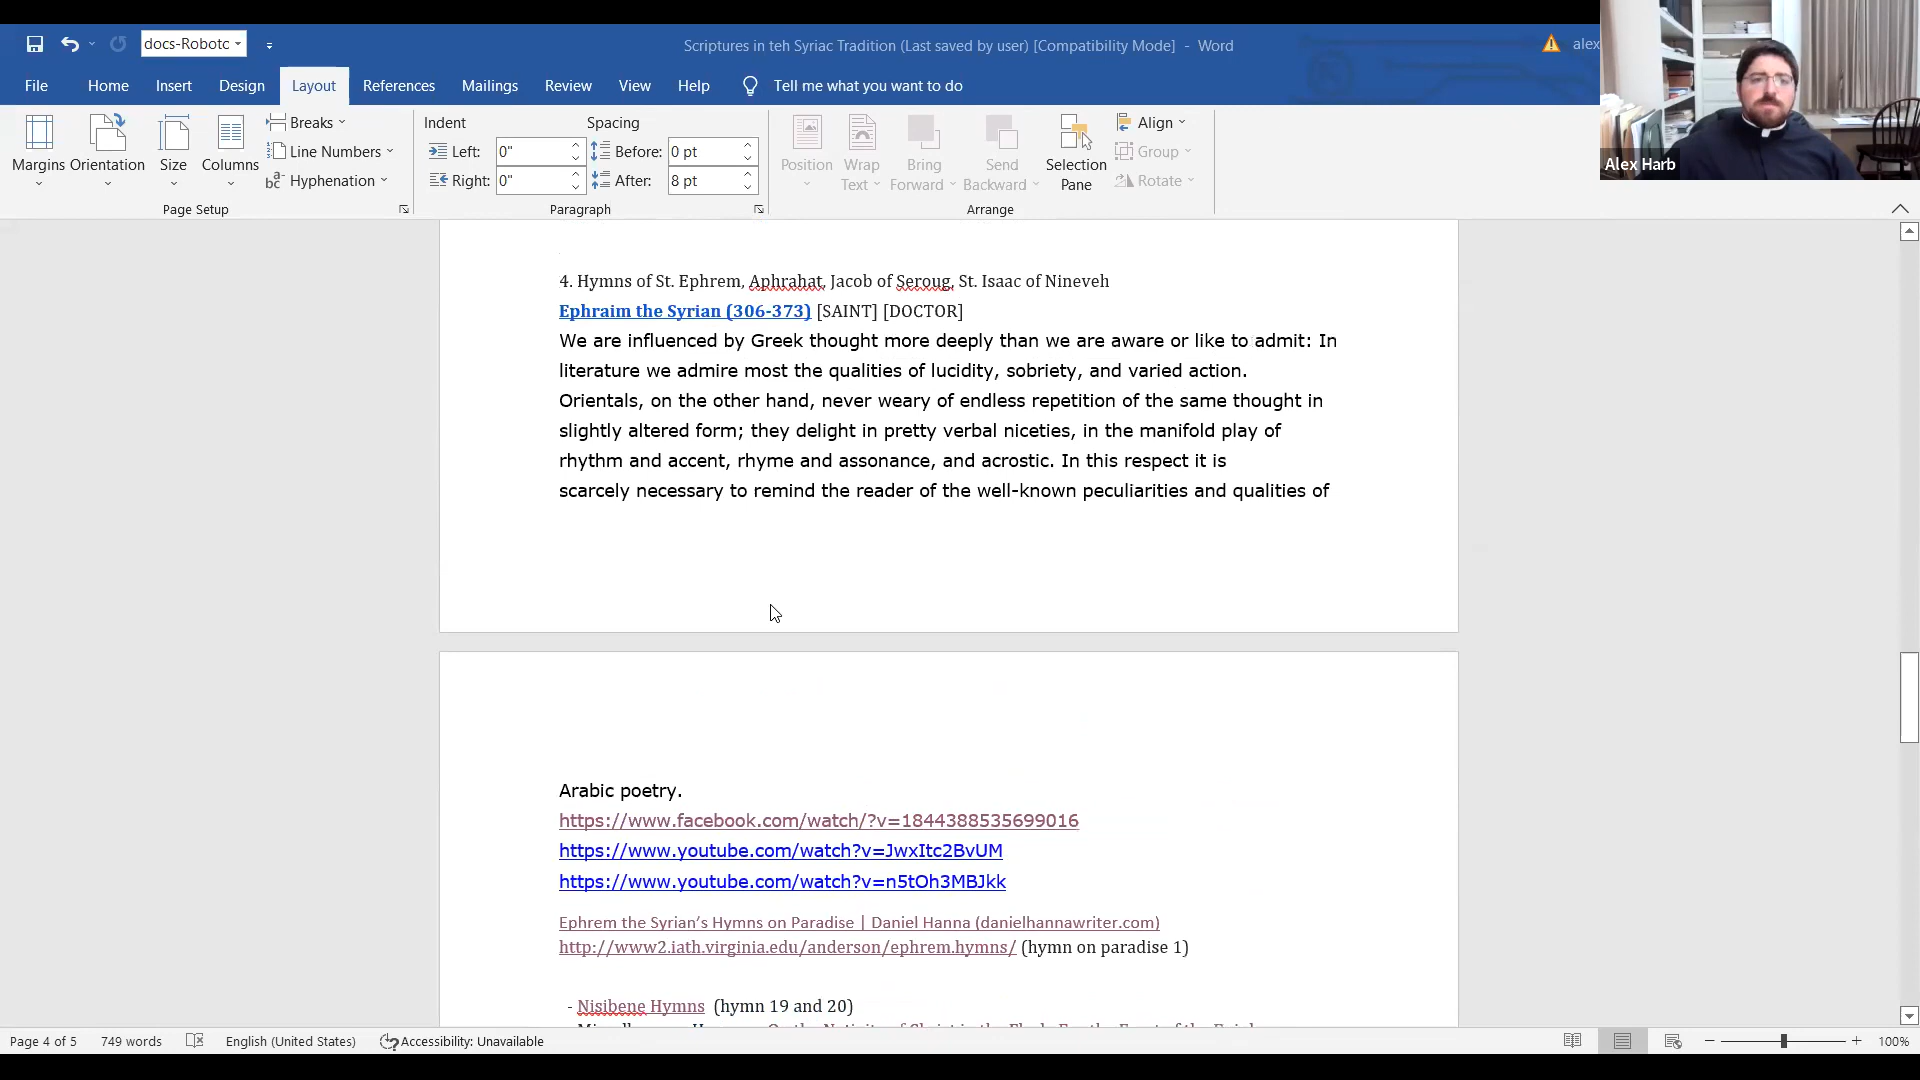 docs-Robotc
Scriptures in teh Syriac Tradition (Last saved by user) [Compatibility Mode] - Word
alex
File Home Insert Design Layout References Mailings Review View Help Tell me what you want to do
Margins
Orientation
Size
Columns
Breaks
Line Numbers
Hyphenation
Page Setup
Indent
Left: 0"
Right: 0"
Spacing
Before: 0 pt
After: 8 pt
Paragraph
Position
Wrap Text
Bring Forward
Send Backward
Selection Pane
Align
Group
Rotate
Arrange
Alex Harb
4. Hymns of St. Ephrem, Aphrahat, Jacob of Seroug, St. Isaac of Nineveh
Ephraim the Syrian (306-373) [SAINT] [DOCTOR]
We are influenced by Greek thought more deeply than we are aware or like to admit: In
literature we admire most the qualities of lucidity, sobriety, and varied action.
Orientals, on the other hand, never weary of endless repetition of the same thought in
slightly altered form; they delight in pretty verbal niceties, in the manifold play of
rhythm and accent, rhyme and assonance, and acrostic. In this respect it is
scarcely necessary to remind the reader of the well-known peculiarities and qualities of
Arabic poetry.
https://www.facebook.com/watch/?v=1844388535699016
https://www.youtube.com/watch?v=JwxItc2BvUM
https://www.youtube.com/watch?v=n5tOh3MBJkk
Ephrem the Syrian’s Hymns on Paradise | Daniel Hanna (danielhannawriter.com)
http://www2.iath.virginia.edu/anderson/ephrem.hymns/ (hymn on paradise 1)
- Nisibene Hymns (hymn 19 and 20)
Page 4 of 5 749 words English (United States) Accessibility: Unavailable 100%